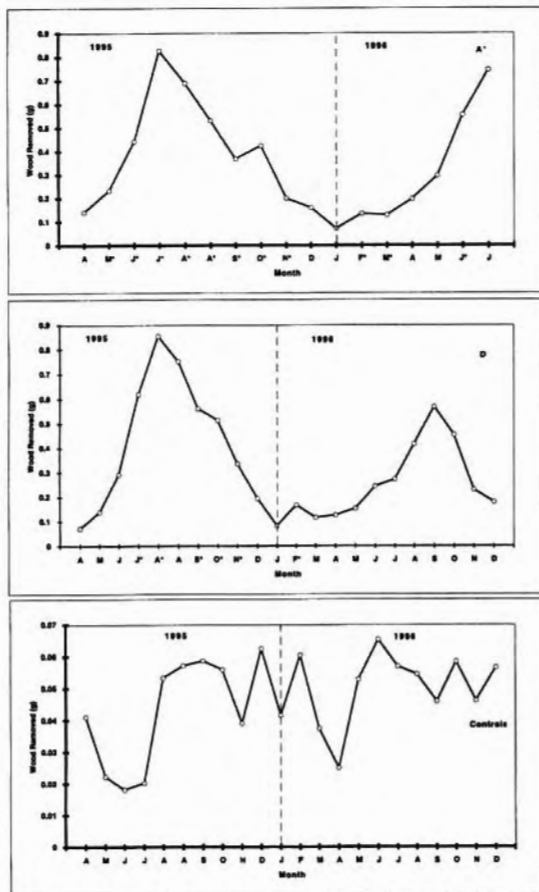 0.9
1995
1996
A*
0.8
0.7
0.6
0.5
0.4
0.3
0.2
0.1
0
Wood Removed (g)
A M* J* J* A* A* S* O* N* D J F* M* A M J* J
Month
0.9
1995
1996
D
0.8
0.7
0.6
0.5
0.4
0.3
0.2
0.1
0
Wood Removed (g)
A M J J* A* A S* O* N* D J F* M A M J J A S O N D
Month
0.07
1995
1996
0.06
0.05
0.04
Controls
0.03
0.02
0.01
0
Wood Removed (g)
A M J J A S O N D J F M A M J J A S O N D
Month